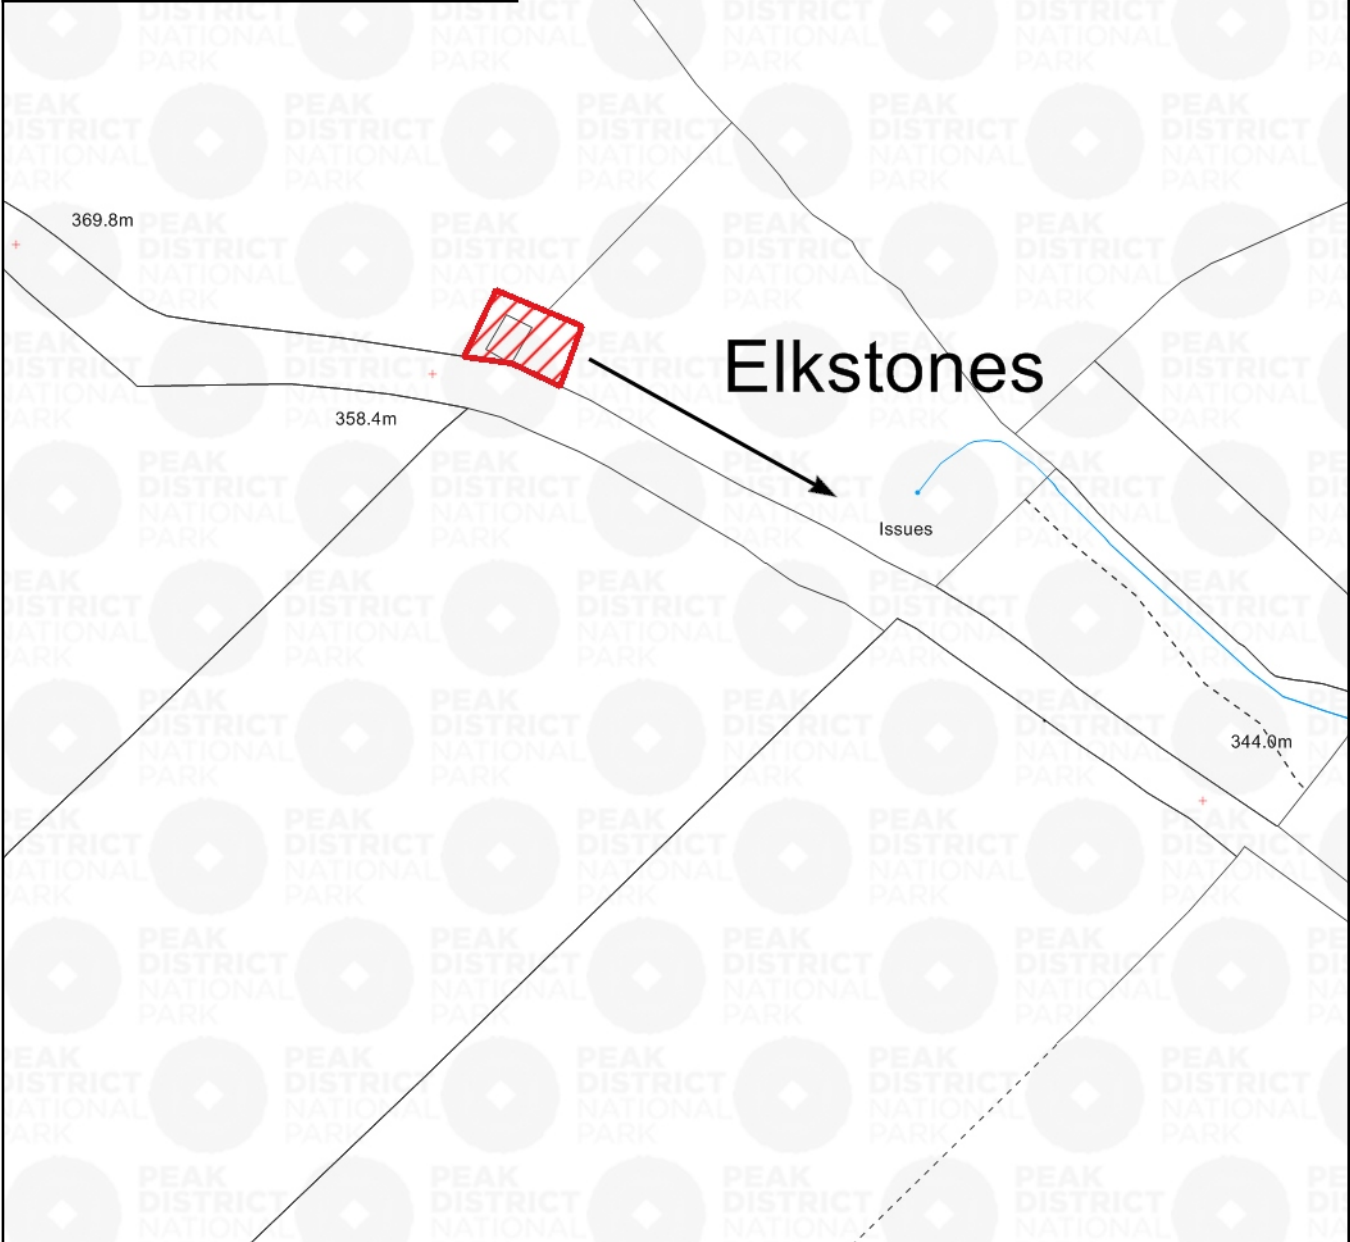 369.8m
Elkstones
358.4m
Issues
344.0m
PEAK
DISTRICT
NATIONAL
PARK